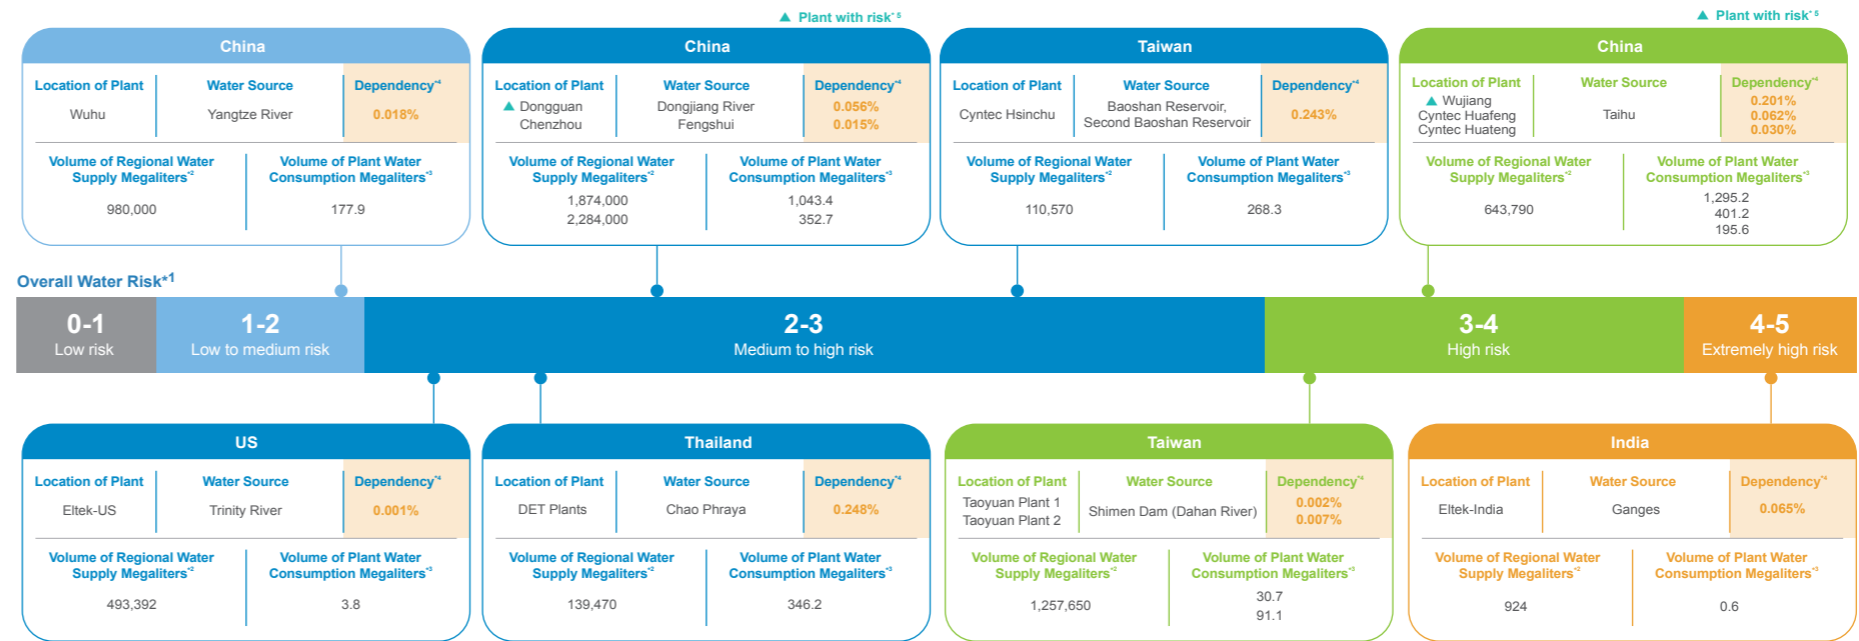 ▲ Plant with risk*5
▲ Plant with risk*5
China
Location of Plant
Water Source
Dependency*4
Wuhu
Yangtze River
0.018%
Volume of Regional Water
Supply Megaliters*2
Volume of Plant Water
Consumption Megaliters*3
980,000
177.9
China
Location of Plant
Water Source
Dependency*4
▲ Dongguan
Chenzhou
Dongjiang River
Fengshui
0.056%
0.015%
Volume of Regional Water
Supply Megaliters*2
Volume of Plant Water
Consumption Megaliters*3
1,874,000
2,284,000
1,043.4
352.7
Taiwan
Location of Plant
Water Source
Dependency*4
Cyntec Hsinchu
Baoshan Reservoir,
Second Baoshan Reservoir
0.243%
Volume of Regional Water
Supply Megaliters*2
Volume of Plant Water
Consumption Megaliters*3
110,570
268.3
China
Location of Plant
Water Source
Dependency*4
▲ Wujiang
Cyntec Huafeng
Cyntec Huateng
Taihu
0.201%
0.062%
0.030%
Volume of Regional Water
Supply Megaliters*2
Volume of Plant Water
Consumption Megaliters*3
643,790
1,295.2
401.2
195.6
Overall Water Risk*1
0-1
Low risk
1-2
Low to medium risk
2-3
Medium to high risk
3-4
High risk
4-5
Extremely high risk
US
Location of Plant
Water Source
Dependency*4
Eltek-US
Trinity River
0.001%
Volume of Regional Water
Supply Megaliters*2
Volume of Plant Water
Consumption Megaliters*3
493,392
3.8
Thailand
Location of Plant
Water Source
Dependency*4
DET Plants
Chao Phraya
0.248%
Volume of Regional Water
Supply Megaliters*2
Volume of Plant Water
Consumption Megaliters*3
139,470
346.2
Taiwan
Location of Plant
Water Source
Dependency*4
Taoyuan Plant 1
Taoyuan Plant 2
Shimen Dam (Dahan River)
0.002%
0.007%
Volume of Regional Water
Supply Megaliters*2
Volume of Plant Water
Consumption Megaliters*3
1,257,650
30.7
91.1
India
Location of Plant
Water Source
Dependency*4
Eltek-India
Ganges
0.065%
Volume of Regional Water
Supply Megaliters*2
Volume of Plant Water
Consumption Megaliters*3
924
0.6